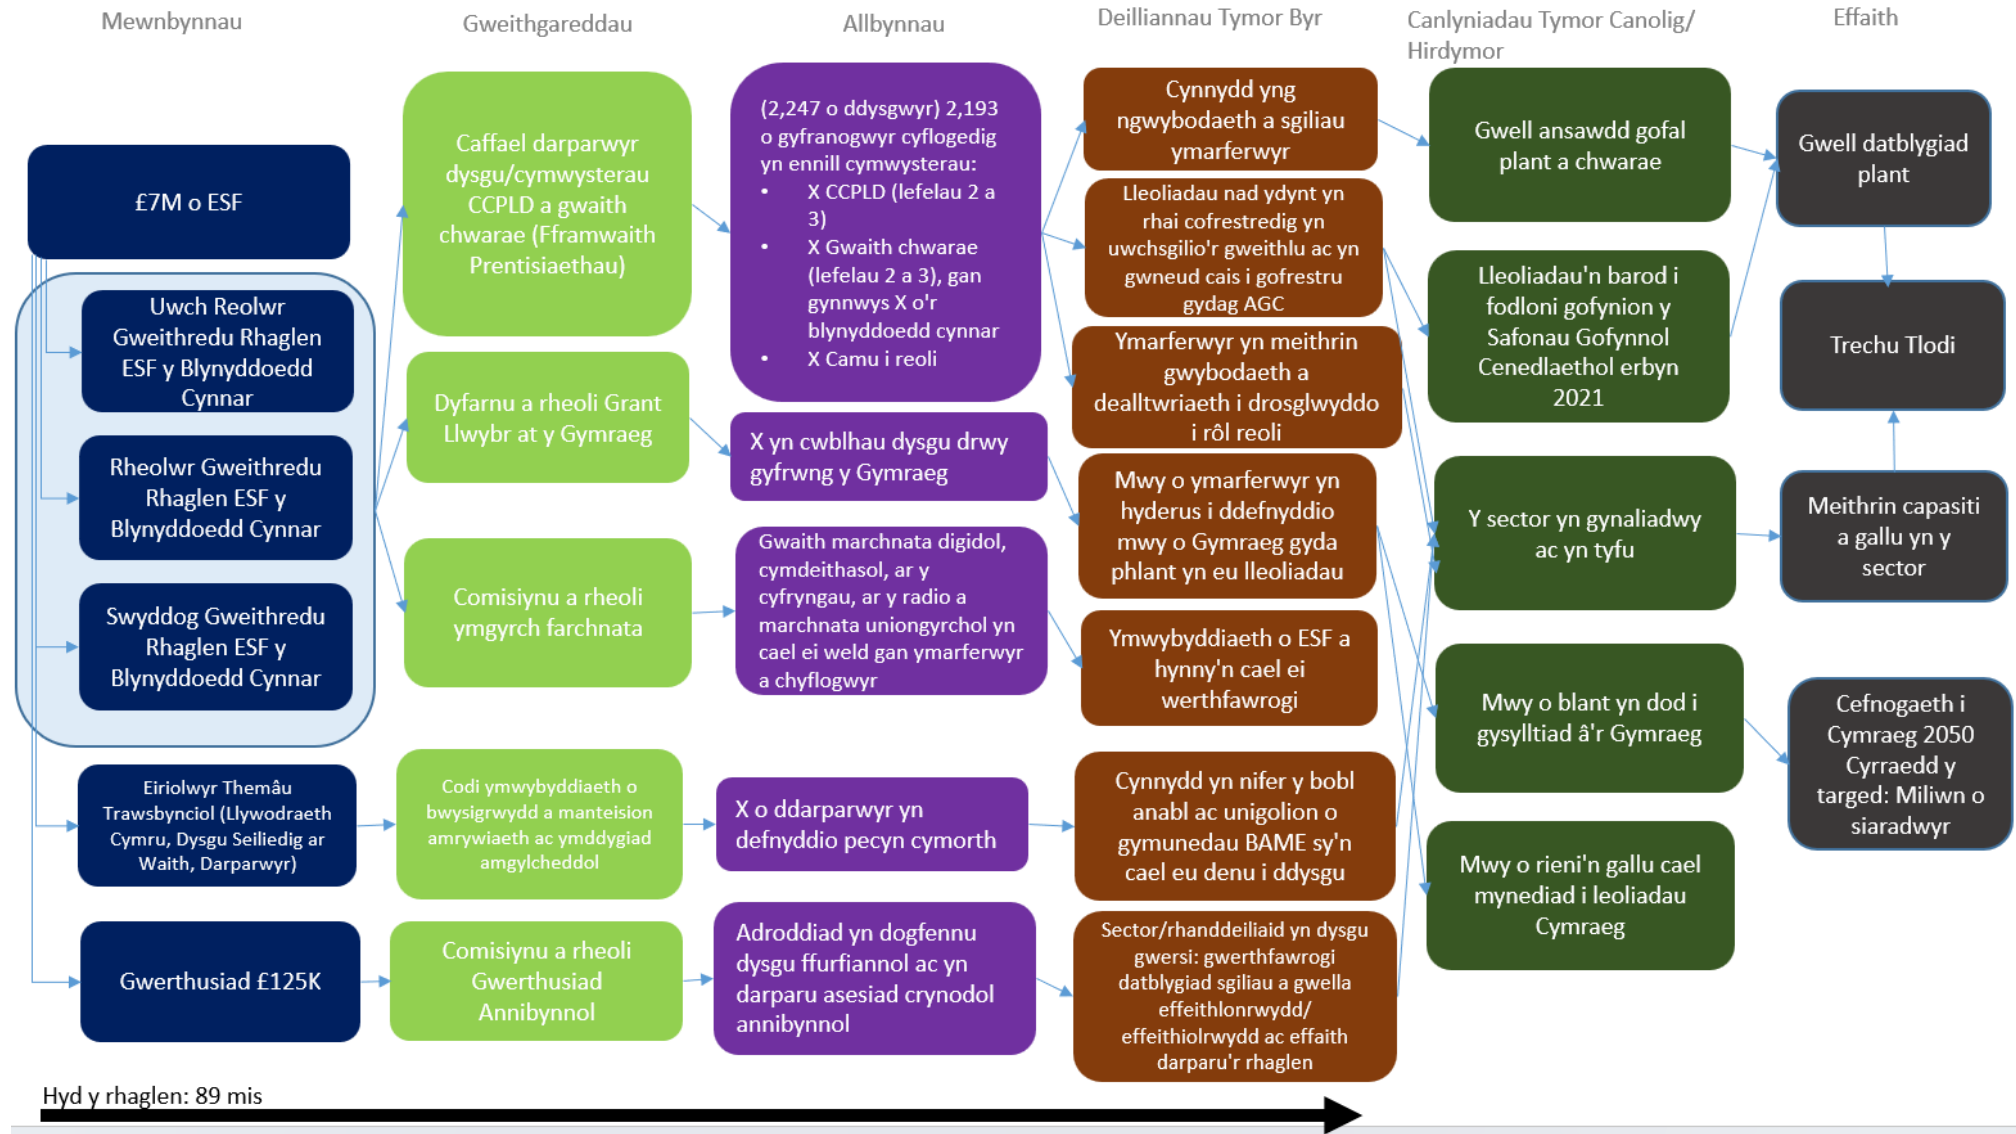 Mewnbynnau
Gweithgareddau
Allbynnau
Deilliannau Tymor Byr
Canlyniadau Tymor Canolig/
Hirdymor
Effaith
£7M o ESF
Uwch Reolwr
Gweithredu Rhaglen
ESF y Blynyddoedd
Cynnar
Rheolwr Gweithredu
Rhaglen ESF y
Blynyddoedd Cynnar
Swyddog Gweithredu
Rhaglen ESF y
Blynyddoedd Cynnar
Eiriolwyr Themâu
Trawsbynciol (Llywodraeth
Cymru, Dysgu Seiliedig ar
Waith, Darparwyr)
Gwerthusiad £125K
Caffael darparwyr
dysgu/cymwysterau
CCPLD a gwaith
chwarae (Fframwaith
Prentisiaethau)
Dyfarnu a rheoli Grant
Llwybr at y Gymraeg
Comisiynu a rheoli
ymgyrch farchnata
Codi ymwybyddiaeth o
bwysigrwydd a manteision
amrywiaeth ac ymddygiad
amgylcheddol
Comisiynu a rheoli
Gwerthusiad
Annibynnol
(2,247 o ddysgwyr) 2,193
o gyfranogwyr cyflogedig
yn ennill cymwysterau:
• X CCPLD (lefelau 2 a
3)
• X Gwaith chwarae
(lefelau 2 a 3), gan
gynnwys X o'r
blynyddoedd cynnar
• X Camu i reoli
X yn cwblhau dysgu drwy
gyfrwng y Gymraeg
Gwaith marchnata digidol,
cymdeithasol, ar y
cyfryngau, ar y radio a
marchnata uniongyrchol yn
cael ei weld gan ymarferwyr
a chyflogwyr
X o ddarparwyr yn
defnyddio pecyn cymorth
Adroddiad yn dogfennu
dysgu ffurfiannol ac yn
darparu asesiad crynodol
annibynnol
Cynnydd yng
ngwybodaeth a sgiliau
ymarferwyr
Lleoliadau nad ydynt yn
rhai cofrestredig yn
uwchsgilio'r gweithlu ac yn
gwneud cais i gofrestru
gydag AGC
Ymarferwyr yn meithrin
gwybodaeth a
dealltwriaeth i drosglwyddo
i rôl reoli
Mwy o ymarferwyr yn
hyderus i ddefnyddio
mwy o Gymraeg gyda
phlant yn eu lleoliadau
Ymwybyddiaeth o ESF a
hynny'n cael ei
werthfawrogi
Cynnydd yn nifer y bobl
anabl ac unigolion o
gymunedau BAME sy'n
cael eu denu i ddysgu
Sector/rhanddeiliaid yn dysgu
gwersi: gwerthfawrogi
datblygiad sgiliau a gwella
effeithlonrwydd/
effeithiolrwydd ac effaith
darparu'r rhaglen
Gwell ansawdd gofal
plant a chwarae
Lleoliadau'n barod i
fodloni gofynion y
Safonau Gofynnol
Cenedlaethol erbyn
2021
Y sector yn gynaliadwy
ac yn tyfu
Mwy o blant yn dod i
gysylltiad â'r Gymraeg
Mwy o rieni'n gallu cael
mynediad i leoliadau
Cymraeg
Gwell datblygiad
plant
Trechu Tlodi
Meithrin capasiti
a gallu yn y
sector
Cefnogaeth i
Cymraeg 2050
Cyrraedd y
targed: Miliwn o
siaradwyr
Hyd y rhaglen: 89 mis